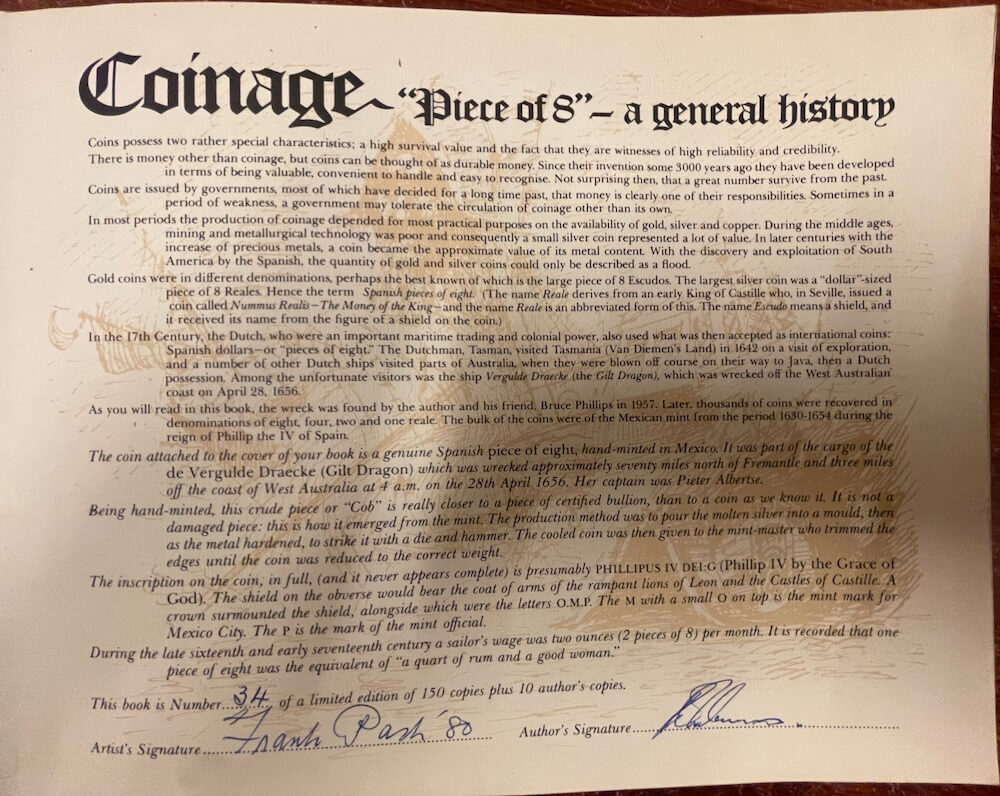 Coinage "Piece of 8" – a general history
Coins possess two rather special characteristics; a high survival value and the fact that they are witnesses of high reliability and credibility.
There is money other than coinage, but coins can be thought of as durable money. Since their invention some 3000 years ago they have been developed
in terms of being valuable, convenient to handle and easy to recognise. Not surprising then, that a great number survive from the past.
Coins are issued by governments, most of which have decided for a long time past, that money is clearly one of their responsibilities. Sometimes in a
period of weakness, a government may tolerate the circulation of coinage other than its own.
In most periods the production of coinage depended for most practical purposes on the availability of gold, silver and copper. During the middle ages,
mining and metallurgical technology was poor and consequently a small silver coin represented a lot of value. In later centuries with the
increase of precious metals, a coin became the approximate value of its metal content. With the discovery and exploitation of South
America by the Spanish, the quantity of gold and silver coins could only be described as a flood.
Gold coins were in different denominations, perhaps the best known of which is the large piece of 8 Escudos. The largest silver coin was a "dollar"-sized
piece of 8 Reales. Hence the term Spanish pieces of eight. (The name Reale derives from an early King of Castille who, in Seville, issued a
coin called Nummus Realis–The Money of the King–and the name Reale is an abbreviated form of this. The name Escudo means a shield, and
it received its name from the figure of a shield on the coin.)
In the 17th Century, the Dutch, who were an important maritime trading and colonial power, also used what was then accepted as international coins:
Spanish dollars–or "pieces of eight." The Dutchman, Tasman, visited Tasmania (Van Diemen's Land) in 1642 on a visit of exploration,
and a number of other Dutch ships visited parts of Australia, when they were blown off course on their way to Java, then a Dutch
possession. Among the unfortunate visitors was the ship Vergulde Draecke (the Gilt Dragon), which was wrecked off the West Australian
coast on April 28, 1656.
As you will read in this book, the wreck was found by the author and his friend, Bruce Phillips in 1957. Later, thousands of coins were recovered in
denominations of eight, four, two and one reale. The bulk of the coins were of the Mexican mint from the period 1630-1654 during the
reign of Phillip the IV of Spain.
The coin attached to the cover of your book is a genuine Spanish piece of eight, hand-minted in Mexico. It was part of the cargo of the
de Vergulde Draecke (Gilt Dragon) which was wrecked approximately seventy miles north of Fremantle and three miles
off the coast of West Australia at 4 a.m. on the 28th April 1656. Her captain was Pieter Albertse.
Being hand-minted, this crude piece or "Cob" is really closer to a piece of certified bullion, than to a coin as we know it. It is not a
damaged piece: this is how it emerged from the mint. The production method was to pour the molten silver into a mould, then
as the metal hardened, to strike it with a die and hammer. The cooled coin was then given to the mint-master who trimmed the
edges until the coin was reduced to the correct weight.
The inscription on the coin, in full, (and it never appears complete) is presumably PHILLIPUS IV DEI:G (Phillip IV by the Grace of
God). The shield on the obverse would bear the coat of arms of the rampant lions of Leon and the Castles of Castille. A
crown surmounted the shield, alongside which were the letters O.M.P. The M with a small O on top is the mint mark for
Mexico City. The P is the mark of the mint official.
During the late sixteenth and early seventeenth century a sailor's wage was two ounces (2 pieces of 8) per month. It is recorded that one
piece of eight was the equivalent of "a quart of rum and a good woman."
This book is Number 34 of a limited edition of 150 copies plus 10 author's copies.
Artist's Signature Frank Pash '80 Author's Signature